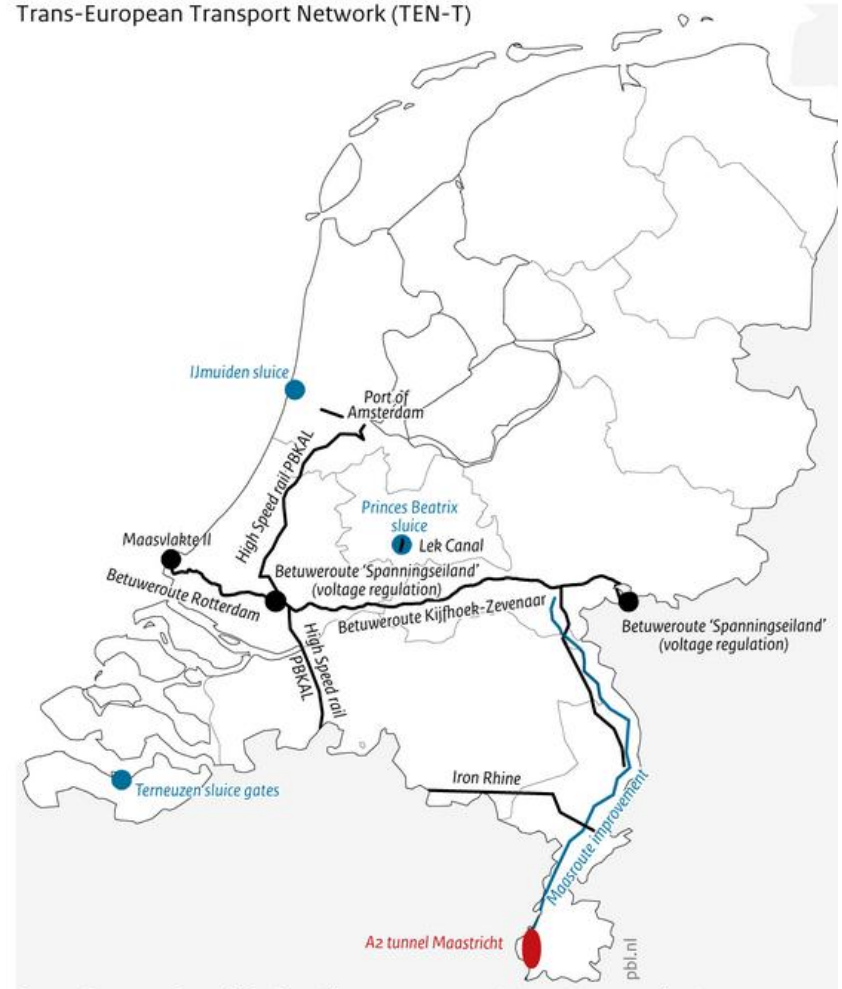 Trans-European Transport Network (TEN-T)
IJmuiden sluice
Port of
Amsterdam
High Speed rail PBKAL
Princes Beatrix
sluice
Lek Canal
Maasvlakte II
Betuweroute Rotterdam
Betuweroute 'Spanningseiland'
(voltage regulation)
Betuweroute Kijfhoek-Zevenaar
Betuweroute 'Spanningseiland'
(voltage regulation)
High Speed rail
PBKAL
Terneuzen sluice gates
Iron Rhine
Maasroute improvement
A2 tunnel Maastricht
pbl.nl